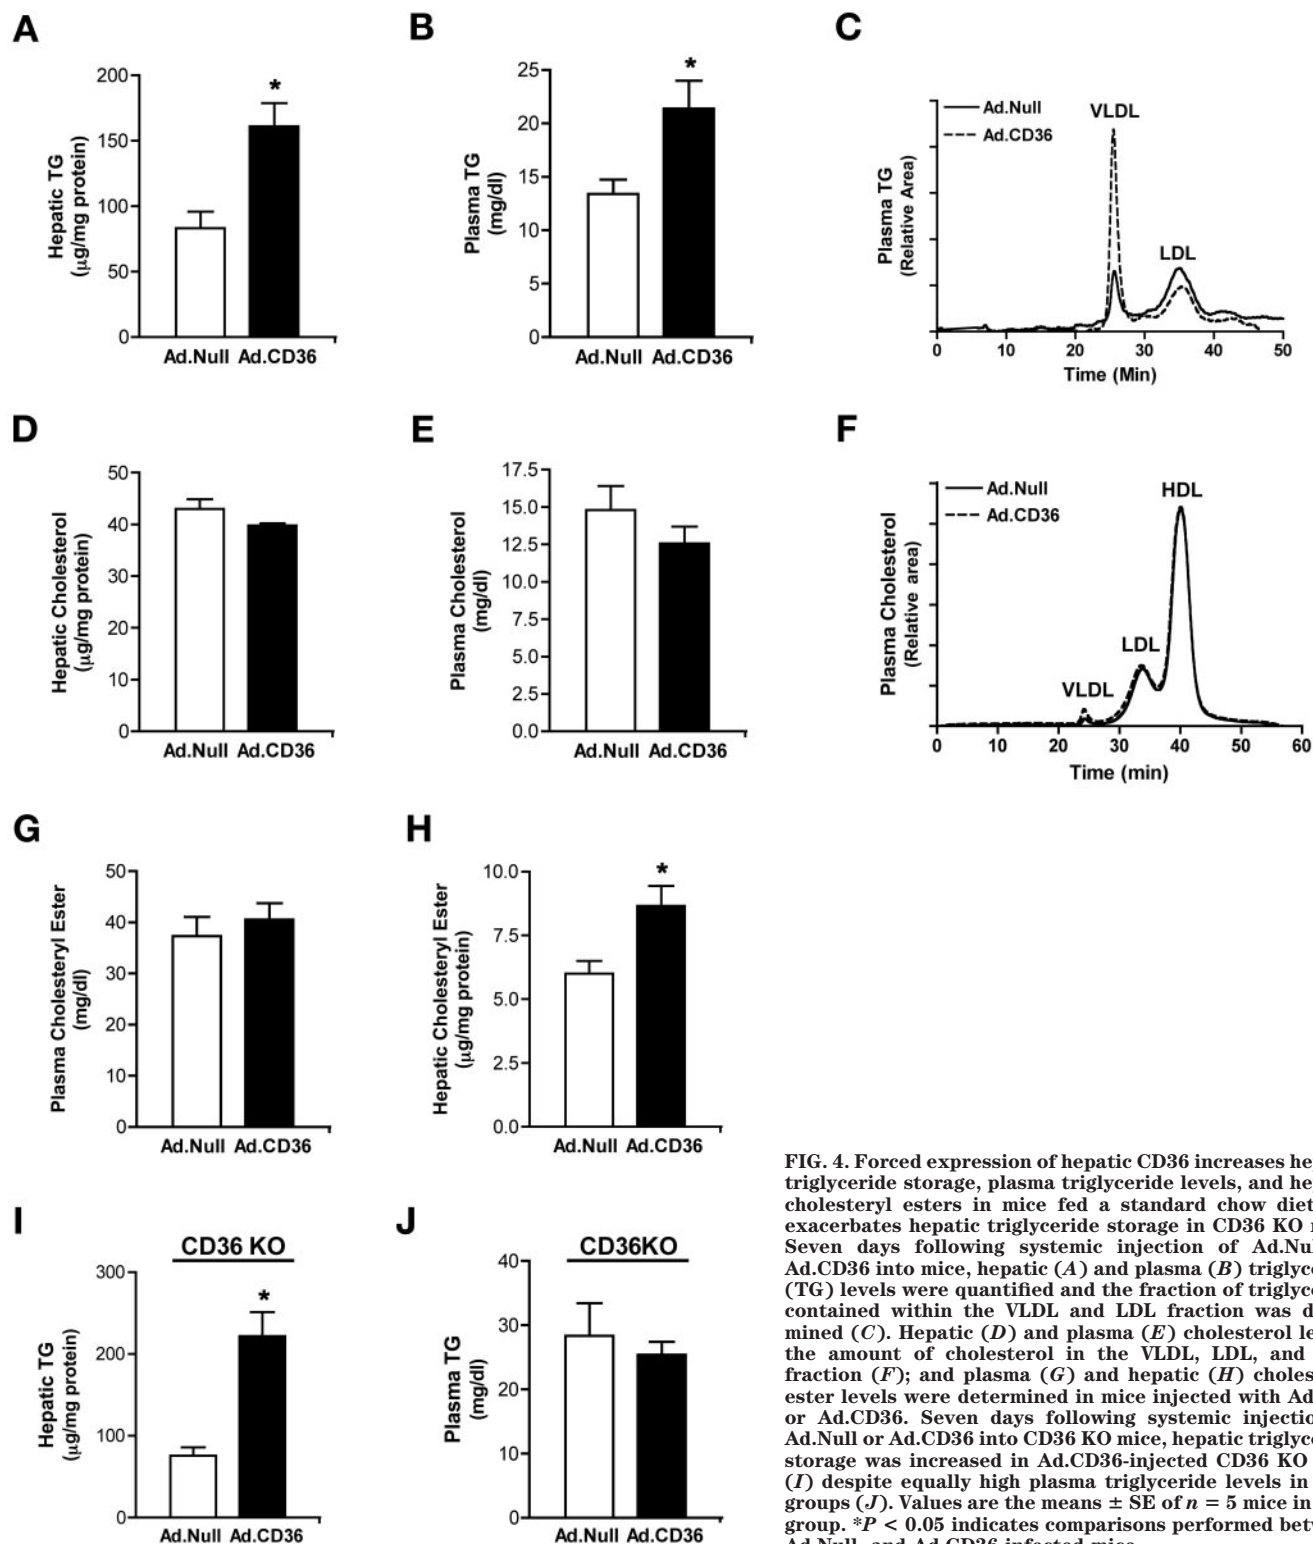 A
Hepatic TG
(µg/mg protein)
200
150
100
50
0
*
Ad.Null Ad.CD36
B
Plasma TG
(mg/dl)
25
20
15
10
5
0
*
Ad.Null Ad.CD36
C
Plasma TG
(Relative Area)
Ad.Null
Ad.CD36
VLDL
LDL
0 10 20 30 40 50
Time (Min)
D
Hepatic Cholesterol
(µg/mg protein)
50
40
30
20
10
0
Ad.Null Ad.CD36
E
Plasma Cholesterol
(mg/dl)
17.5
15.0
12.5
10.0
7.5
5.0
2.5
0.0
Ad.Null Ad.CD36
F
Plasma Cholesterol
(Relative area)
Ad.Null
Ad.CD36
HDL
LDL
VLDL
0 10 20 30 40 50 60
Time (min)
G
Plasma Cholesteryl Ester
(mg/dl)
50
40
30
20
10
0
Ad.Null Ad.CD36
H
Hepatic Cholesteryl Ester
(µg/mg protein)
10.0
7.5
5.0
2.5
0.0
*
Ad.Null Ad.CD36
I
CD36 KO
Hepatic TG
(µg/mg protein)
300
200
100
0
*
Ad.Null Ad.CD36
J
CD36KO
Plasma TG
(mg/dl)
40
30
20
10
0
Ad.Null Ad.CD36
FIG. 4. Forced expression of hepatic CD36 increases he
triglyceride storage, plasma triglyceride levels, and he
cholesteryl esters in mice fed a standard chow diet
exacerbates hepatic triglyceride storage in CD36 KO
Seven days following systemic injection of Ad.Nul
Ad.CD36 into mice, hepatic (A) and plasma (B) triglyc
(TG) levels were quantified and the fraction of triglyc
contained within the VLDL and LDL fraction was d
mined (C). Hepatic (D) and plasma (E) cholesterol le
the amount of cholesterol in the VLDL, LDL, and
fraction (F); and plasma (G) and hepatic (H) choles
ester levels were determined in mice injected with Ad
or Ad.CD36. Seven days following systemic injectio
Ad.Null or Ad.CD36 into CD36 KO mice, hepatic triglyc
storage was increased in Ad.CD36-injected CD36 KO
(I) despite equally high plasma triglyceride levels in
groups (J). Values are the means ± SE of n = 5 mice in
group. *P < 0.05 indicates comparisons performed betw
Ad.Null- and Ad.CD36-infected mice.